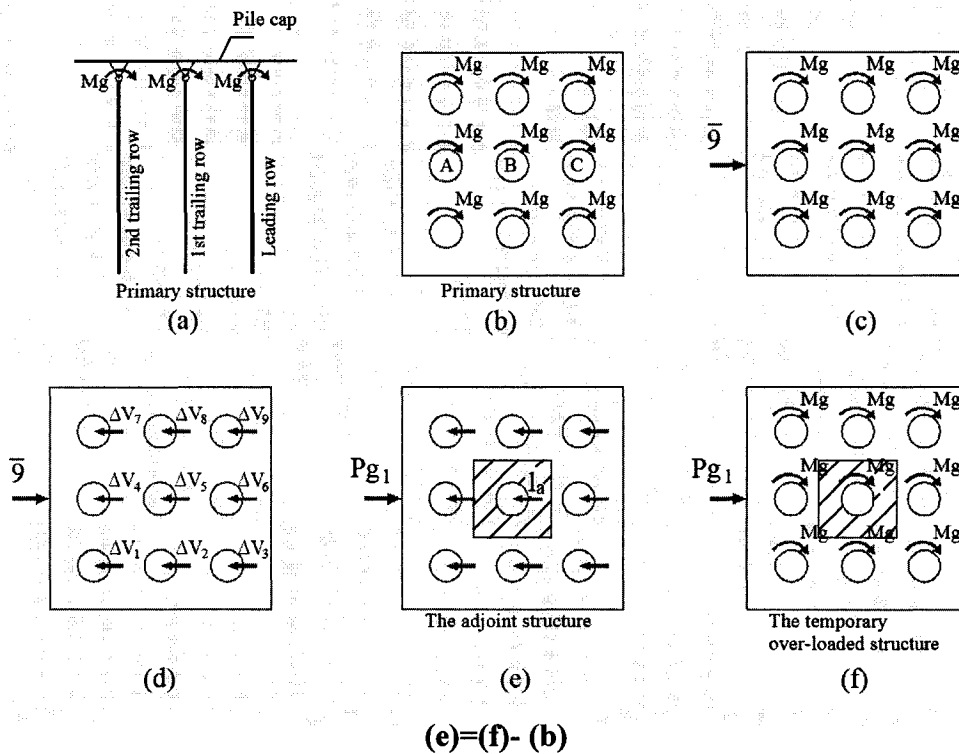 Pile cap
Mg Mg Mg
2nd trailing row
1st trailing row
Leading row
Primary structure
(a)
Mg Mg Mg
Mg Mg Mg
A B C
Mg Mg Mg
Primary structure
(b)
Mg Mg Mg
9̅
Mg Mg Mg
Mg Mg Mg
(c)
ΔV7 ΔV8 ΔV9
9̅
ΔV4 ΔV5 ΔV6
ΔV1 ΔV2 ΔV3
(d)
Pg1
1a
The adjoint structure
(e)
Mg Mg Mg
Pg1
Mg Mg Mg
Mg Mg Mg
The temporary
over-loaded structure
(f)
(e)=(f)- (b)